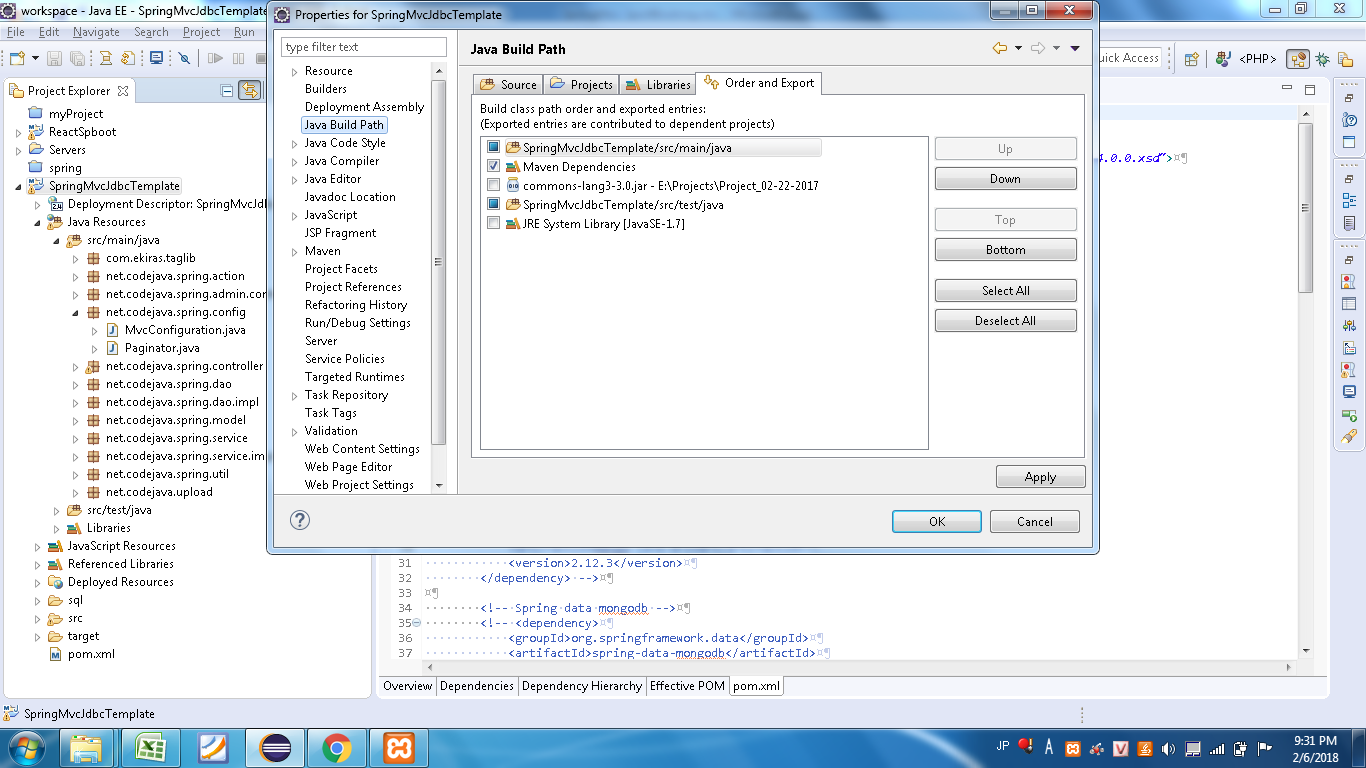 workspace - Java EE - SpringMvcJdbcTemplate
File Edit Navigate Search Project Run
Quick Access
<PHP>
Project Explorer
myProject
ReactSpboot
Servers
spring
SpringMvcJdbcTemplate
Deployment Descriptor: SpringMvcJd
Java Resources
src/main/java
com.ekiras.taglib
net.codejava.spring.action
net.codejava.spring.admin.cor
net.codejava.spring.config
MvcConfiguration.java
Paginator.java
net.codejava.spring.controller
net.codejava.spring.dao
net.codejava.spring.dao.impl
net.codejava.spring.model
net.codejava.spring.service
net.codejava.spring.service.im
net.codejava.spring.util
net.codejava.upload
src/test/java
Libraries
JavaScript Resources
Referenced Libraries
Deployed Resources
sql
src
target
pom.xml
Properties for SpringMvcJdbcTemplate
type filter text
Resource
Builders
Deployment Assembly
Java Build Path
Java Code Style
Java Compiler
Java Editor
Javadoc Location
JavaScript
JSP Fragment
Maven
Project Facets
Project References
Refactoring History
Run/Debug Settings
Server
Service Policies
Targeted Runtimes
Task Repository
Task Tags
Validation
Web Content Settings
Web Page Editor
Web Project Settings
Java Build Path
Source Projects Libraries Order and Export
Build class path order and exported entries:
(Exported entries are contributed to dependent projects)
SpringMvcJdbcTemplate/src/main/java
Maven Dependencies
commons-lang3-3.0.jar - E:\Projects\Project_02-22-2017
SpringMvcJdbcTemplate/src/test/java
JRE System Library [JavaSE-1.7]
Up
Down
Top
Bottom
Select All
Deselect All
Apply
OK Cancel
4.0.0.xsd">¤¶
31 <version>2.12.3</version>¤¶
32 </dependency> -->¤¶
33 ¤¶
34 <!-- Spring data mongodb -->¤¶
35 <!-- <dependency>¤¶
36 <groupId>org.springframework.data</groupId>¤¶
37 <artifactId>spring-data-mongodb</artifactId>¤¶
Overview Dependencies Dependency Hierarchy Effective POM pom.xml
SpringMvcJdbcTemplate
JP
9:31 PM
2/6/2018